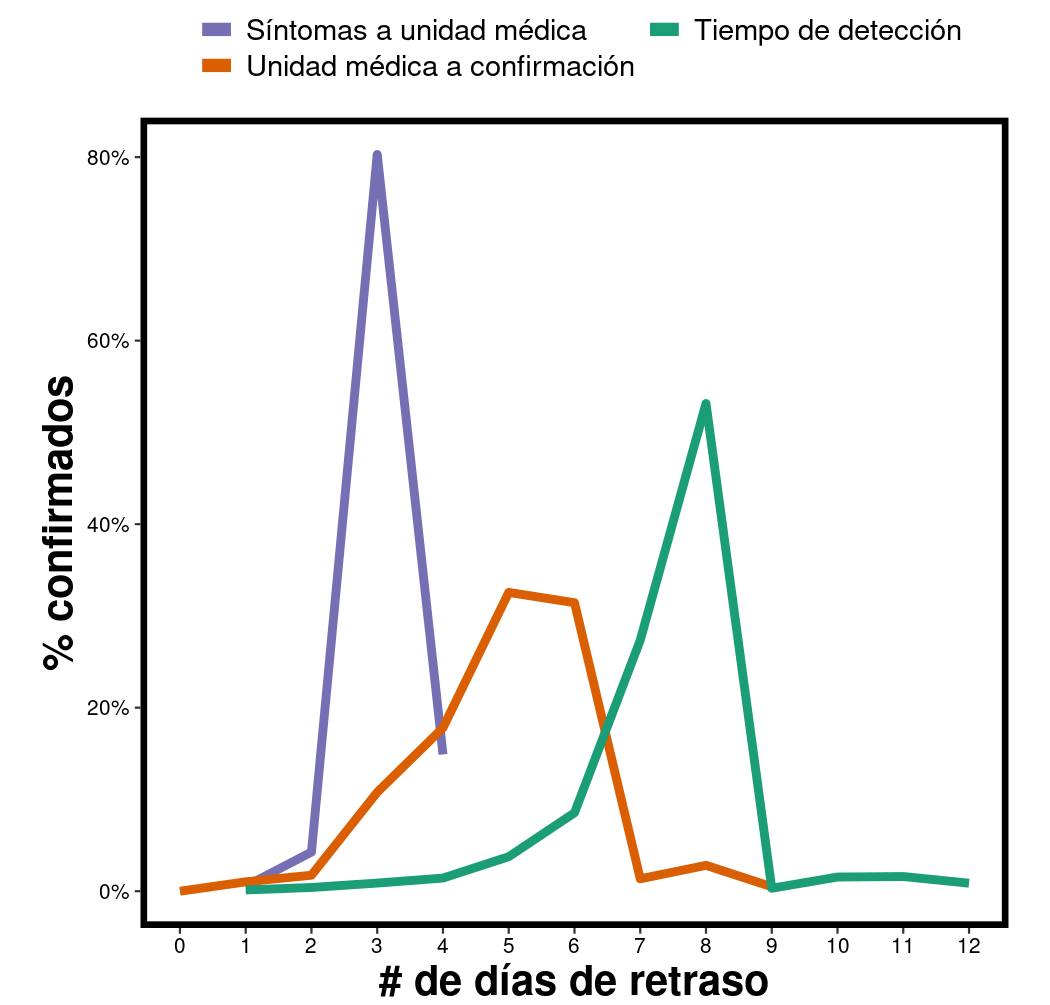 Síntomas a unidad médica
Tiempo de detección
Unidad médica a confirmación
80%
60%
40%
20%
0%
% confirmados
0 1 2 3 4 5 6 7 8 9 10 11 12
# de días de retraso